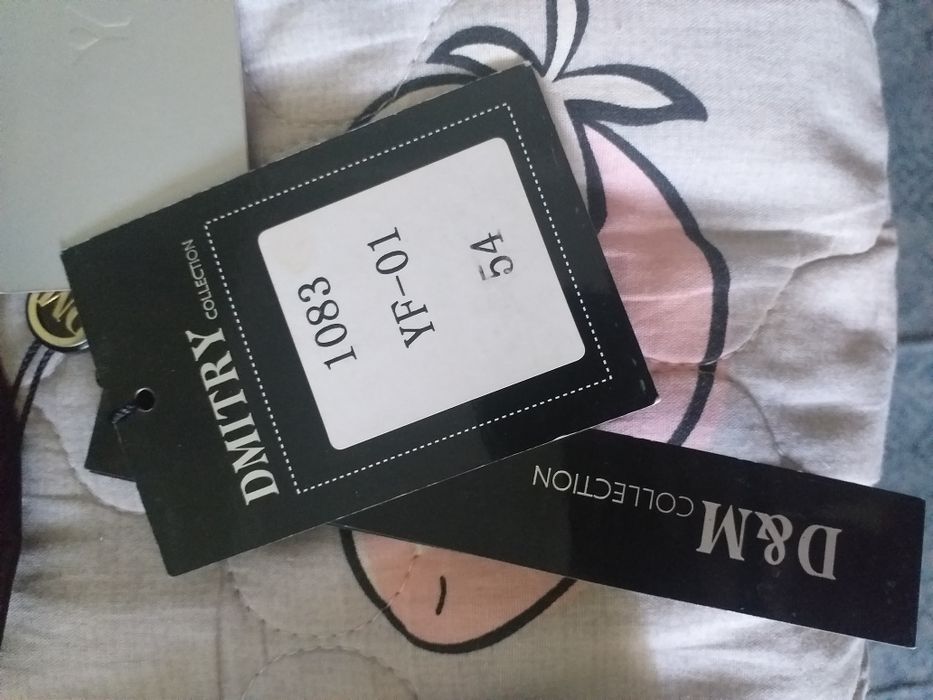 DMITRY COLLECTION
1083
YF-01
54
D&M COLLECTION